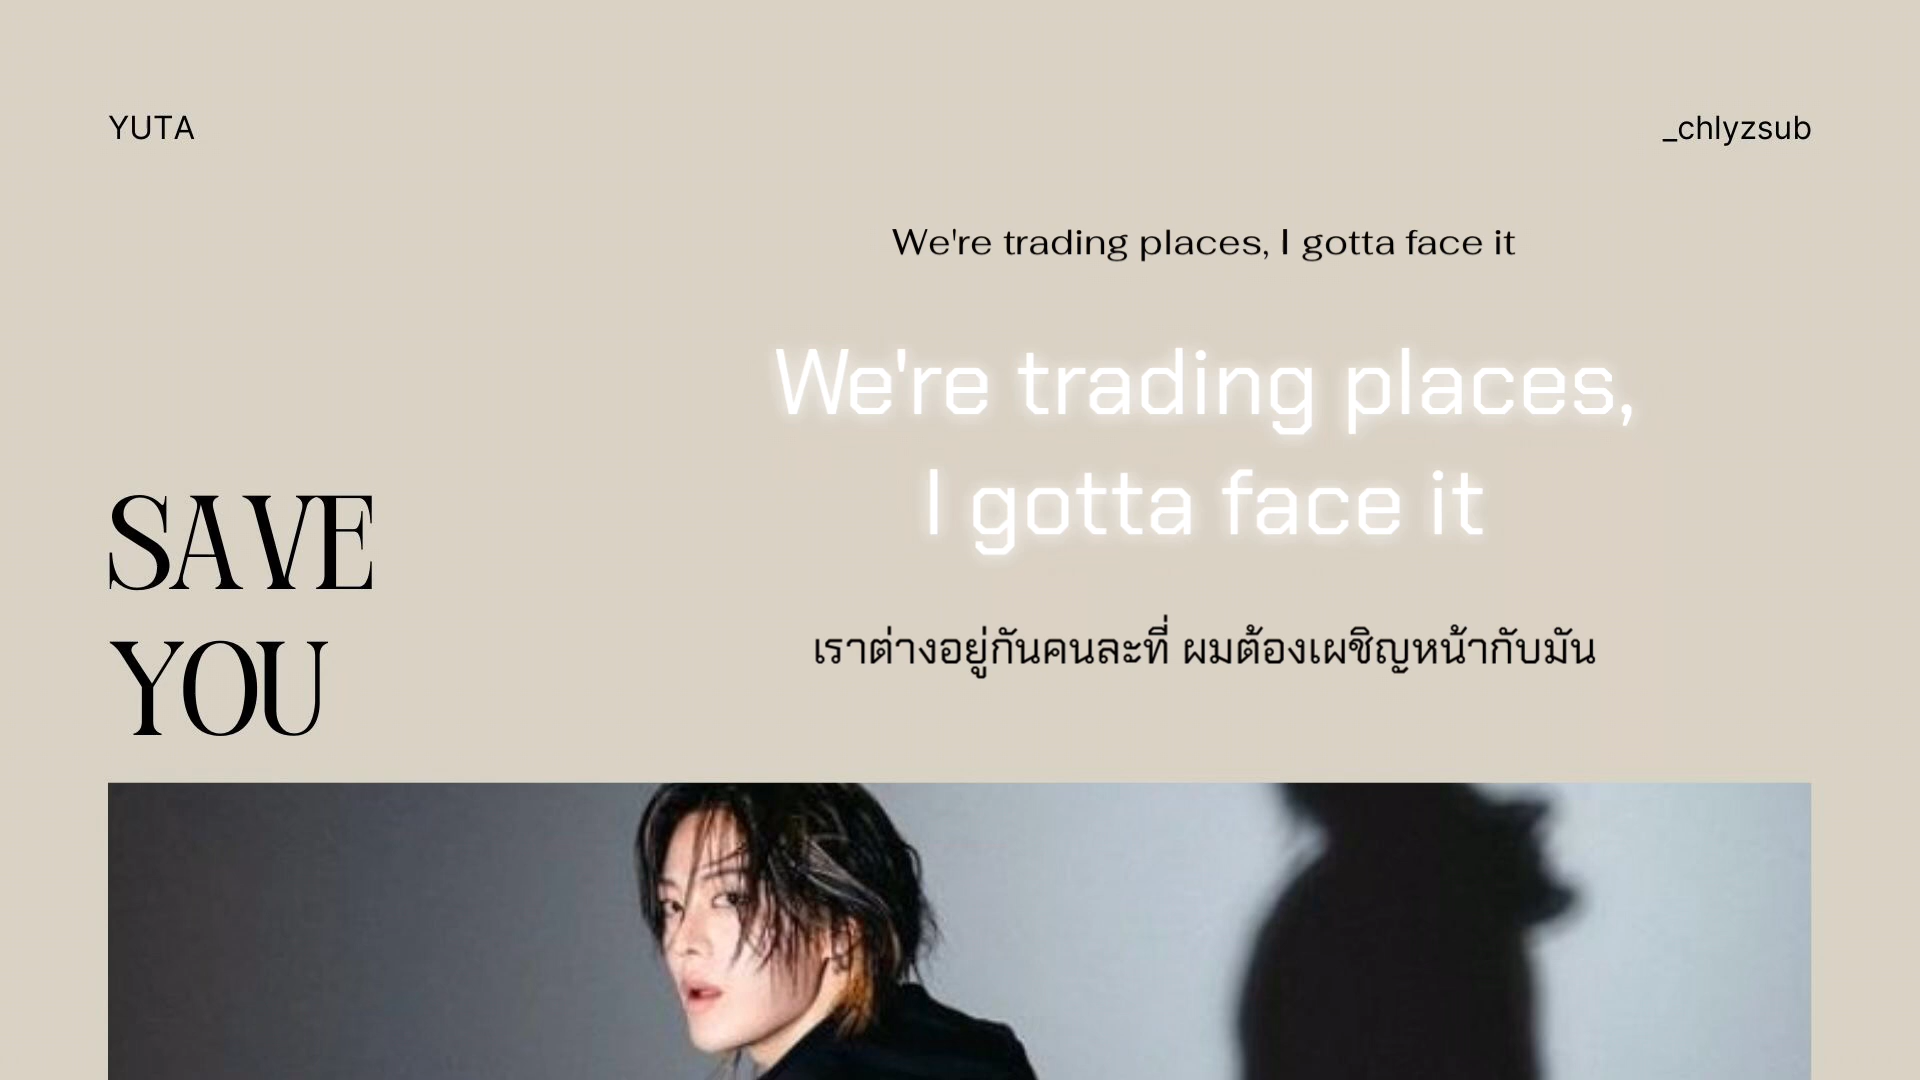 YUTA
_chlyzsub
We're trading places, I gotta face it
We're trading places,
I gotta face it
เราต่างอยู่กันคนละที่ ผมต้องเผชิญหน้ากับมัน
SAVE
YOU